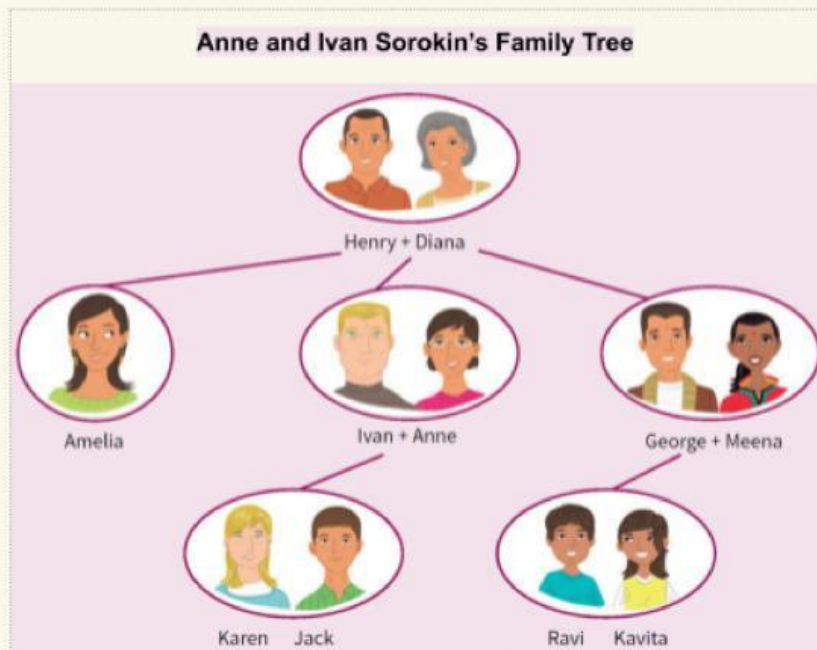 Anne and Ivan Sorokin's Family Tree
Henry + Diana
Amelia
Ivan + Anne
George + Meena
Karen Jack
Ravi Kavita